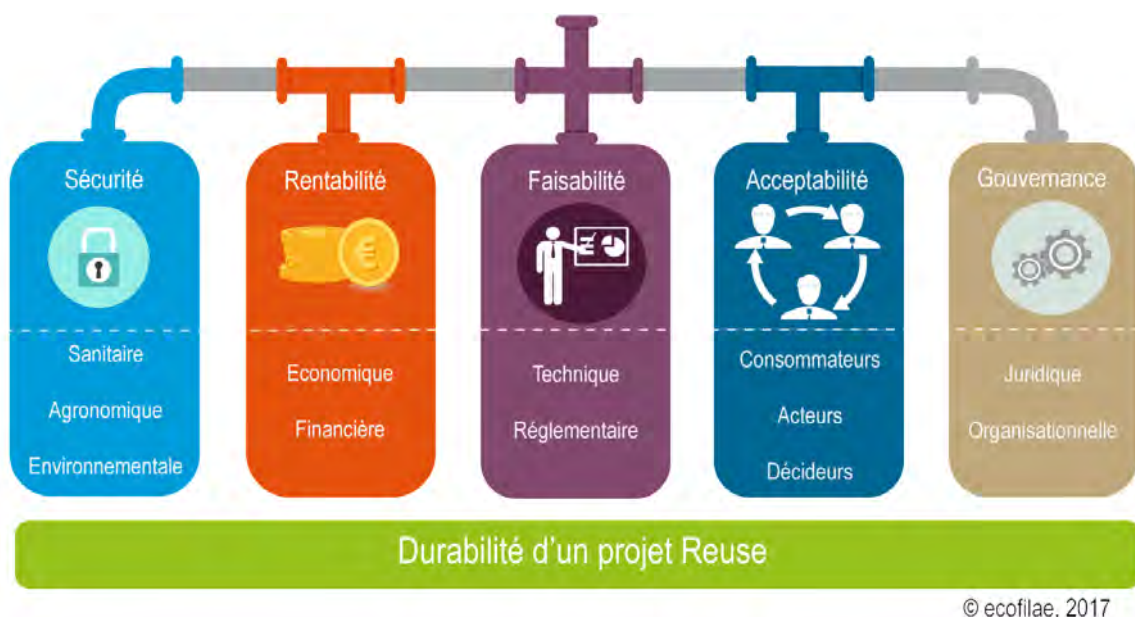 Sécurité
Sanitaire
Agronomique
Environnementale
Rentabilité
€
Economique
Financière
Faisabilité
Technique
Réglementaire
Acceptabilité
Consommateurs
Acteurs
Décideurs
Gouvernance
Juridique
Organisationnelle
Durabilité d'un projet Reuse
© ecofilae, 2017